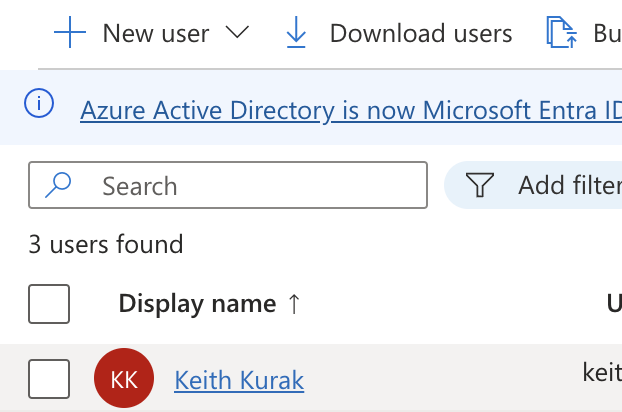 New user Download users Bu
Azure Active Directory is now Microsoft Entra ID
Search Add filter
3 users found
Display name ↑ U
KK Keith Kurak keit